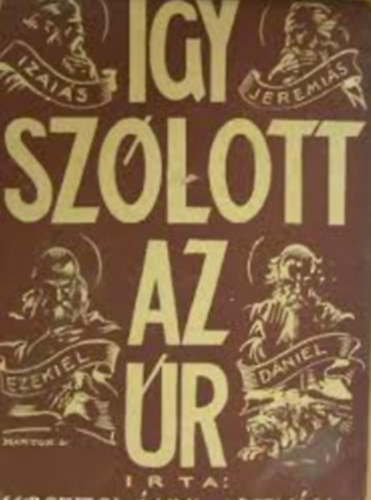 IGY
IZAIÁS
JEREMIÁS
SZÓLOTT
AZ
EZEKIEL
DÁNIEL
ÚR
IRTA: